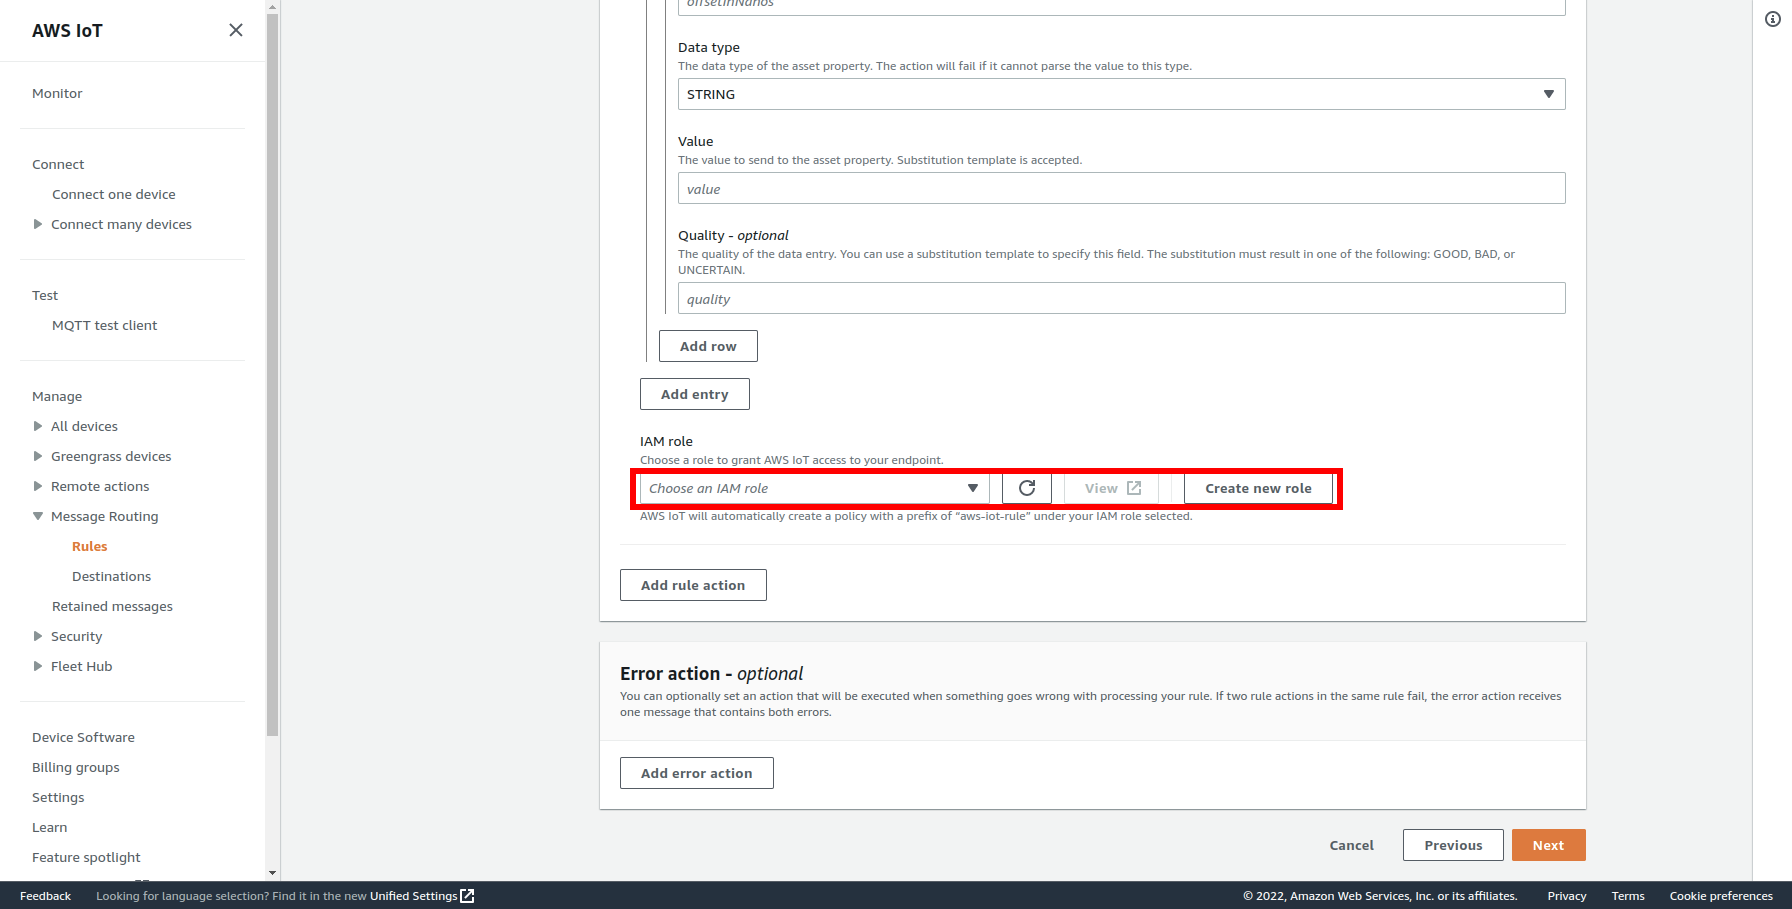 AWS IoT
Monitor
Connect
Connect one device
Connect many devices
Test
MQTT test client
Manage
All devices
Greengrass devices
Remote actions
Message Routing
Rules
Destinations
Retained messages
Security
Fleet Hub
Device Software
Billing groups
Settings
Learn
Feature spotlight
offsetInNanos
Data type
The data type of the asset property. The action will fail if it cannot parse the value to this type.
STRING
Value
The value to send to the asset property. Substitution template is accepted.
value
Quality - optional
The quality of the data entry. You can use a substitution template to specify this field. The substitution must result in one of the following: GOOD, BAD, or
UNCERTAIN.
quality
Add row
Add entry
IAM role
Choose a role to grant AWS IoT access to your endpoint.
Choose an IAM role View Create new role
AWS IoT will automatically create a policy with a prefix of “aws-iot-rule” under your IAM role selected.
Add rule action
Error action - optional
You can optionally set an action that will be executed when something goes wrong with processing your rule. If two rule actions in the same rule fail, the error action receives
one message that contains both errors.
Add error action
Cancel Previous Next
Feedback Looking for language selection? Find it in the new Unified Settings © 2022, Amazon Web Services, Inc. or its affiliates. Privacy Terms Cookie preferences